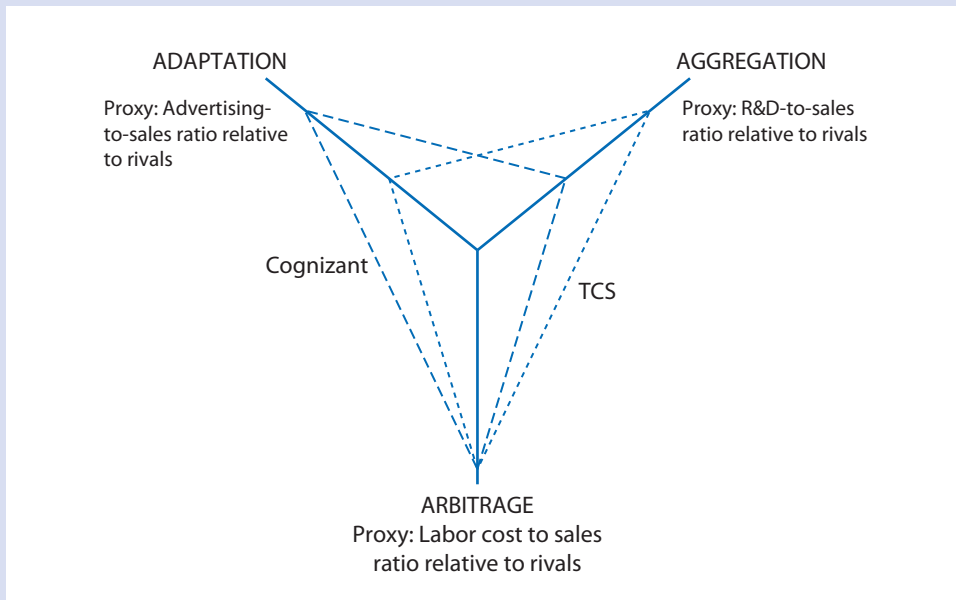 ADAPTATION
Proxy: Advertising-
to-sales ratio relative
to rivals
AGGREGATION
Proxy: R&D-to-sales
ratio relative to rivals
Cognizant
TCS
ARBITRAGE
Proxy: Labor cost to sales
ratio relative to rivals